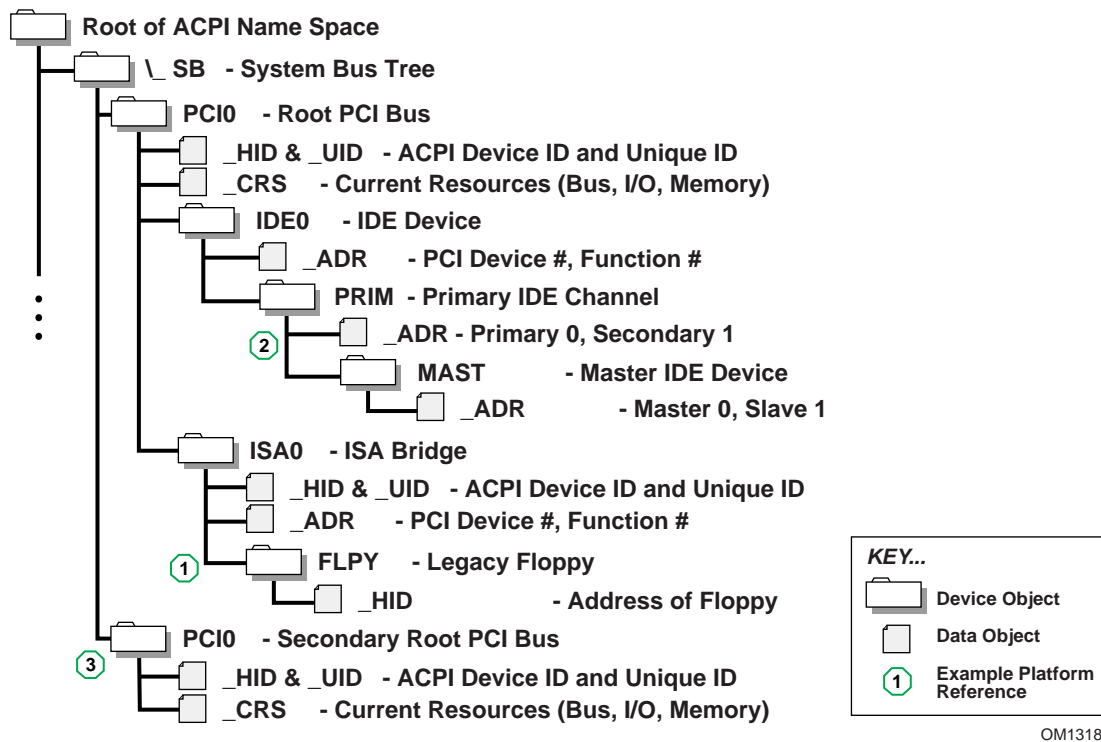 Root of ACPI Name Space
\_ SB - System Bus Tree
PCI0 - Root PCI Bus
_HID & _UID - ACPI Device ID and Unique ID
_CRS - Current Resources (Bus, I/O, Memory)
IDE0 - IDE Device
_ADR - PCI Device #, Function #
PRIM - Primary IDE Channel
2
_ADR - Primary 0, Secondary 1
MAST - Master IDE Device
_ADR - Master 0, Slave 1
ISA0 - ISA Bridge
_HID & _UID - ACPI Device ID and Unique ID
_ADR - PCI Device #, Function #
1
FLPY - Legacy Floppy
_HID - Address of Floppy
PCI0 - Secondary Root PCI Bus
3
_HID & _UID - ACPI Device ID and Unique ID
_CRS - Current Resources (Bus, I/O, Memory)
KEY...
Device Object
Data Object
1
Example Platform
Reference
OM1318